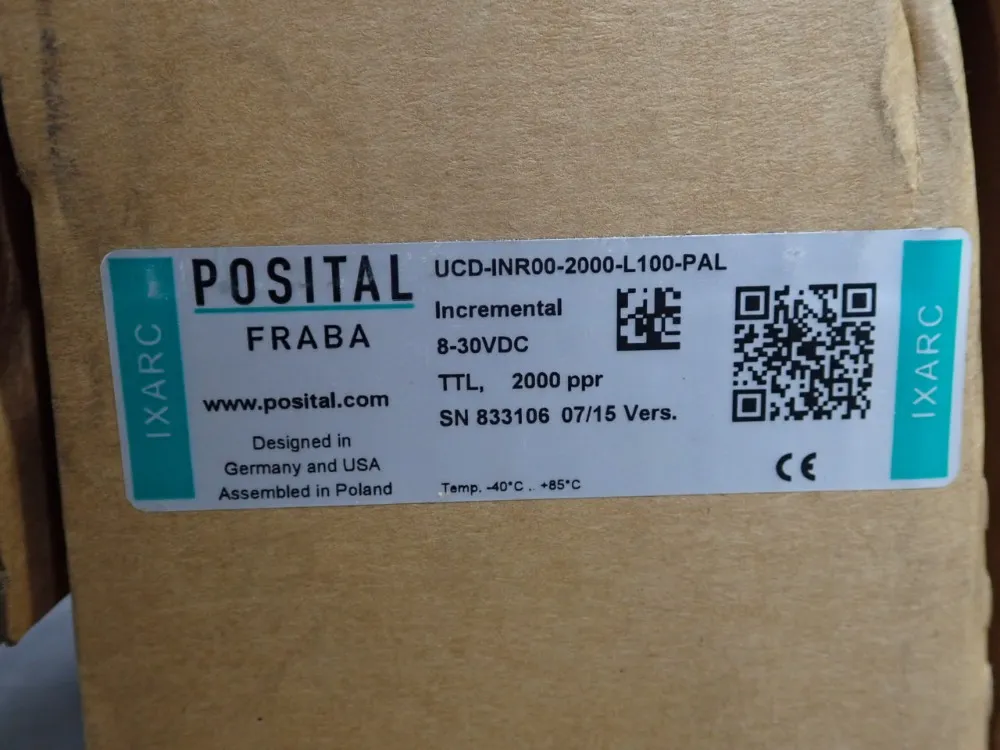 IXARC
POSITAL
FRABA
www.posital.com
Designed in
Germany and USA
Assembled in Poland
UCD-INR00-2000-L100-PAL
Incremental
8-30VDC
TTL, 2000 ppr
SN 833106 07/15 Vers.
Temp. -40°C .. +85°C
CE
IXARC